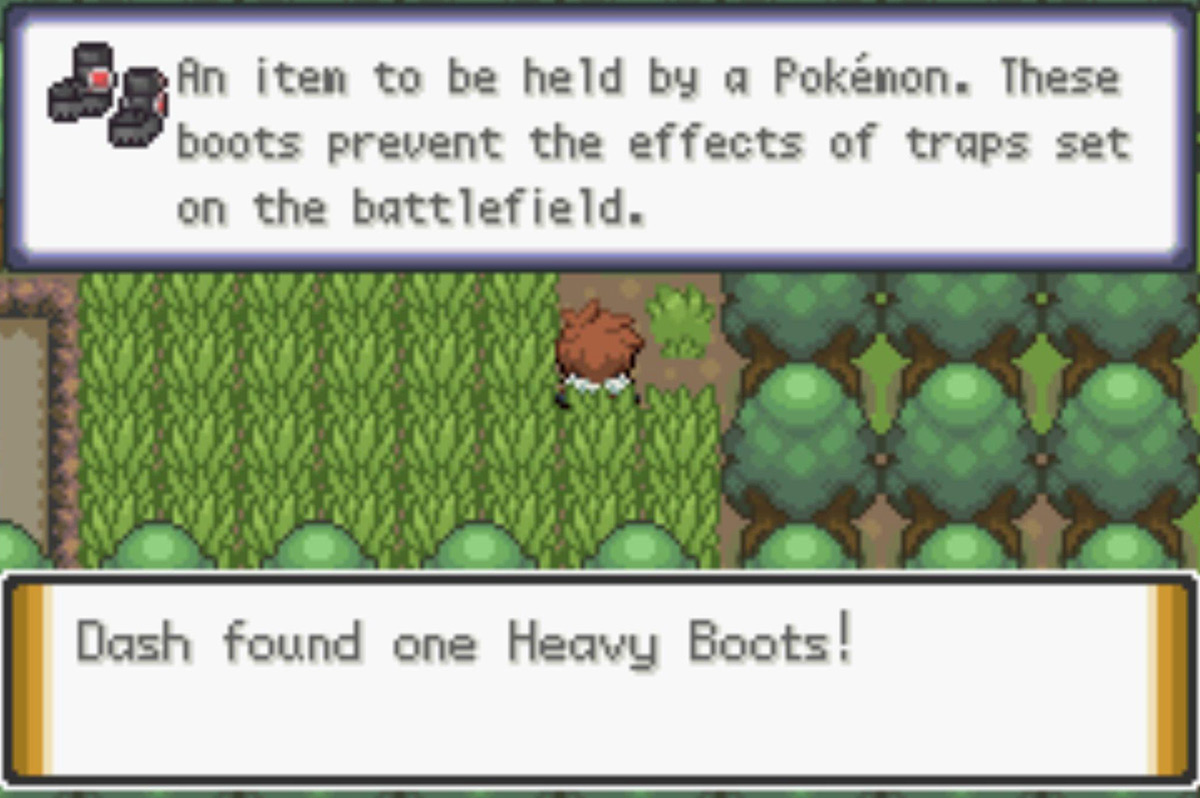 An item to be held by a Pokémon. These
boots prevent the effects of traps set
on the battlefield.
Dash found one Heavy Boots!